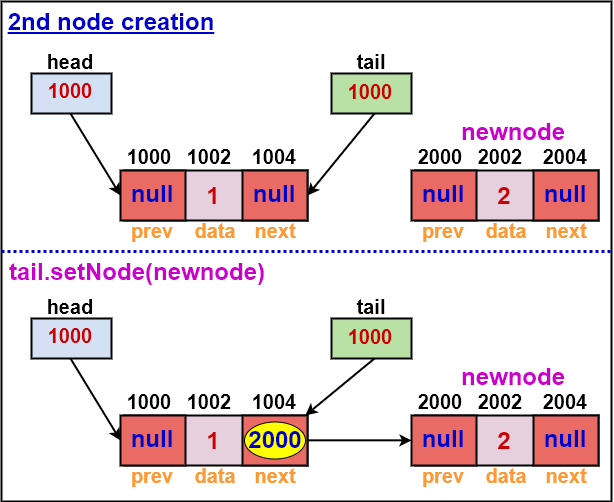 2nd node creation
head tail
1000 1000
newnode
1000 1002 1004 2000 2002 2004
null 1 null null 2 null
prev data next prev data next
tail.setNode(newnode)
head tail
1000 1000
newnode
1000 1002 1004 2000 2002 2004
null 1 2000 null 2 null
prev data next prev data next